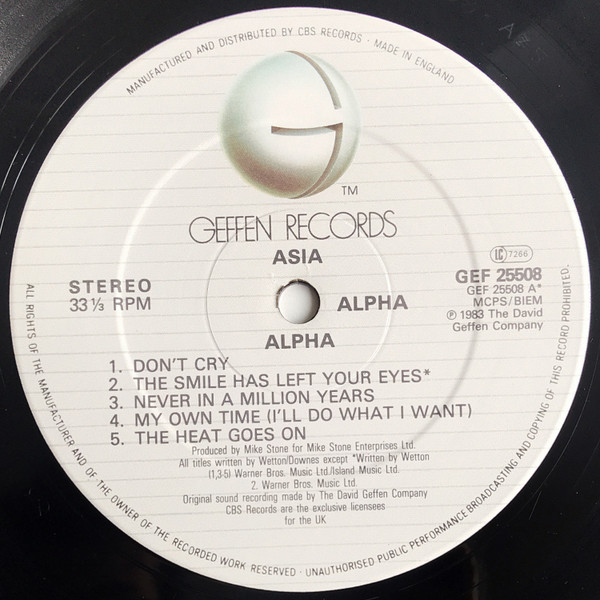 MANUFACTURED AND DISTRIBUTED BY CBS RECORDS · MADE IN ENGLAND
G
TM
GEFFEN RECORDS
ASIA
STEREO
33 ⅓ RPM
ALPHA
LC 7266
GEF 25508
GEF 25508 A*
MCPS/BIEM
℗ 1983 The David
Geffen Company
ALPHA
1. DON'T CRY
2. THE SMILE HAS LEFT YOUR EYES*
3. NEVER IN A MILLION YEARS
4. MY OWN TIME (I'LL DO WHAT I WANT)
5. THE HEAT GOES ON
Produced by Mike Stone for Mike Stone Enterprises Ltd.
All titles written by Wetton/Downes except *Written by Wetton
(1,3-5) Warner Bros. Music Ltd./Island Music Ltd.
2. Warner Bros. Music Ltd.
Original sound recording made by The David Geffen Company
CBS Records are the exclusive licensees
for the UK
ALL RIGHTS OF THE MANUFACTURER AND OF THE OWNER OF THE RECORDED WORK RESERVED · UNAUTHORISED PUBLIC PERFORMANCE BROADCASTING AND COPYING OF THIS RECORD PROHIBITED.